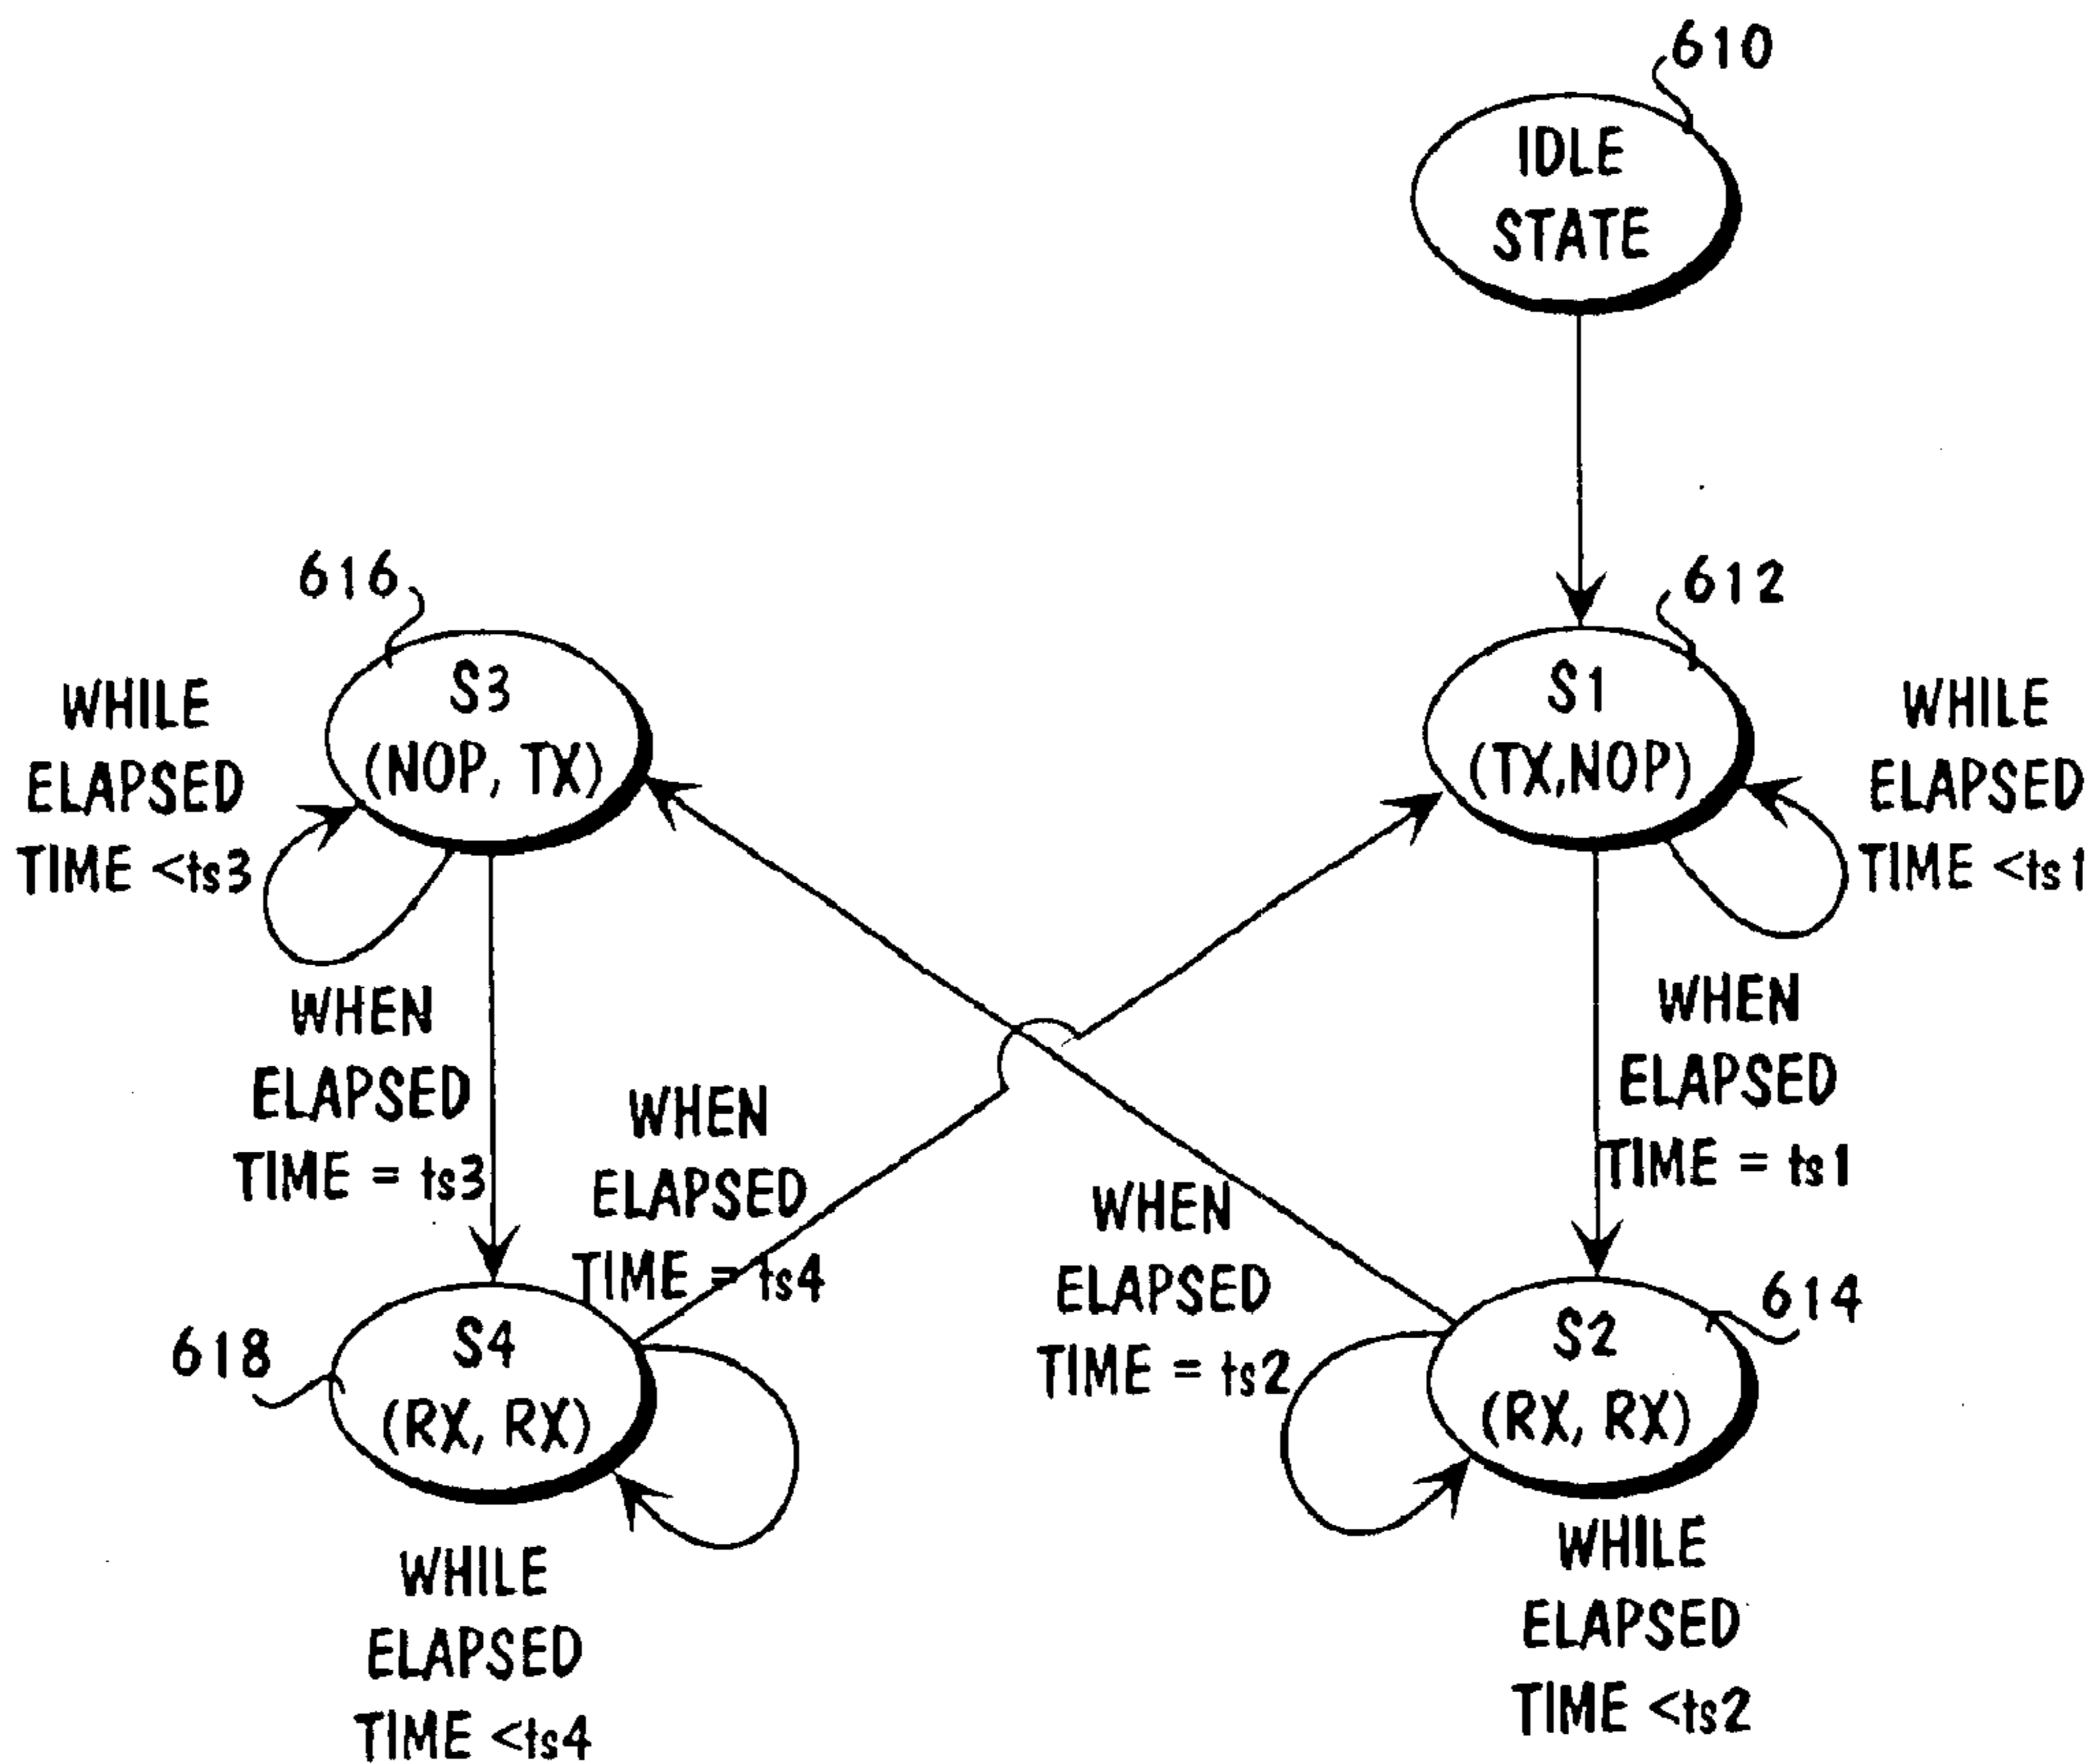 610
IDLE
STATE
616
612
S3
(NOP, TX)
S1
(TX,NOP)
WHILE
ELAPSED
TIME <ts3
WHILE
ELAPSED
TIME <ts1
WHEN
ELAPSED
TIME = ts3
WHEN
ELAPSED
TIME = ts4
WHEN
ELAPSED
TIME = ts2
WHEN
ELAPSED
TIME = ts1
618
S4
(RX, RX)
614
S2
(RX, RX)
WHILE
ELAPSED
TIME <ts4
WHILE
ELAPSED
TIME <ts2